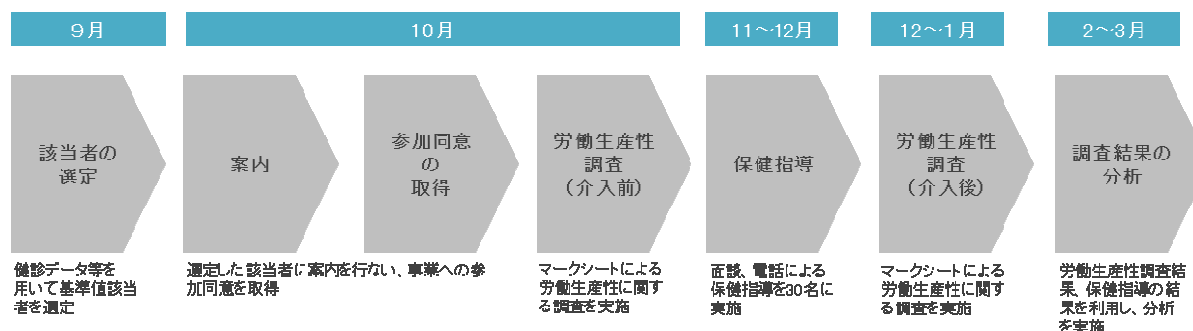 9月
10月
11～12月
12～1月
2～3月
該当者の
選定
案内
参加同意
の
取得
労働生産性
調査
（介入前）
保健指導
労働生産性
調査
（介入後）
調査結果の
分析
健診データ等を
用いて基準値該当
者を選定
選定した該当者に案内を行ない、事業への参
加同意を取得
マークシートによる
労働生産性に関す
る調査を実施
面談、電話による
保健指導を30名に
実施
マークシートによる
労働生産性に関す
る調査を実施
労働生産性調査結
果、保健指導の結
果を利用し、分析
を実施